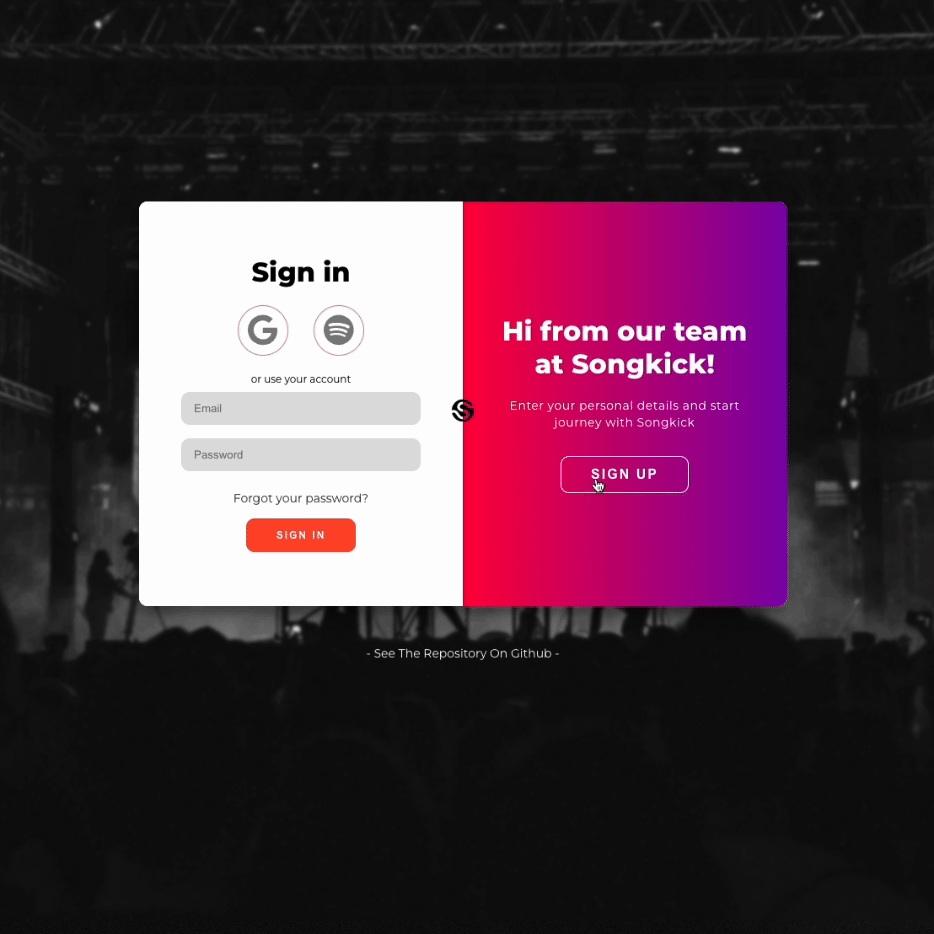 Sign in
or use your account
Email
Password
Forgot your password?
SIGN IN
Hi from our team
at Songkick!
Enter your personal details and start
journey with Songkick
SIGN UP
- See The Repository On Github -